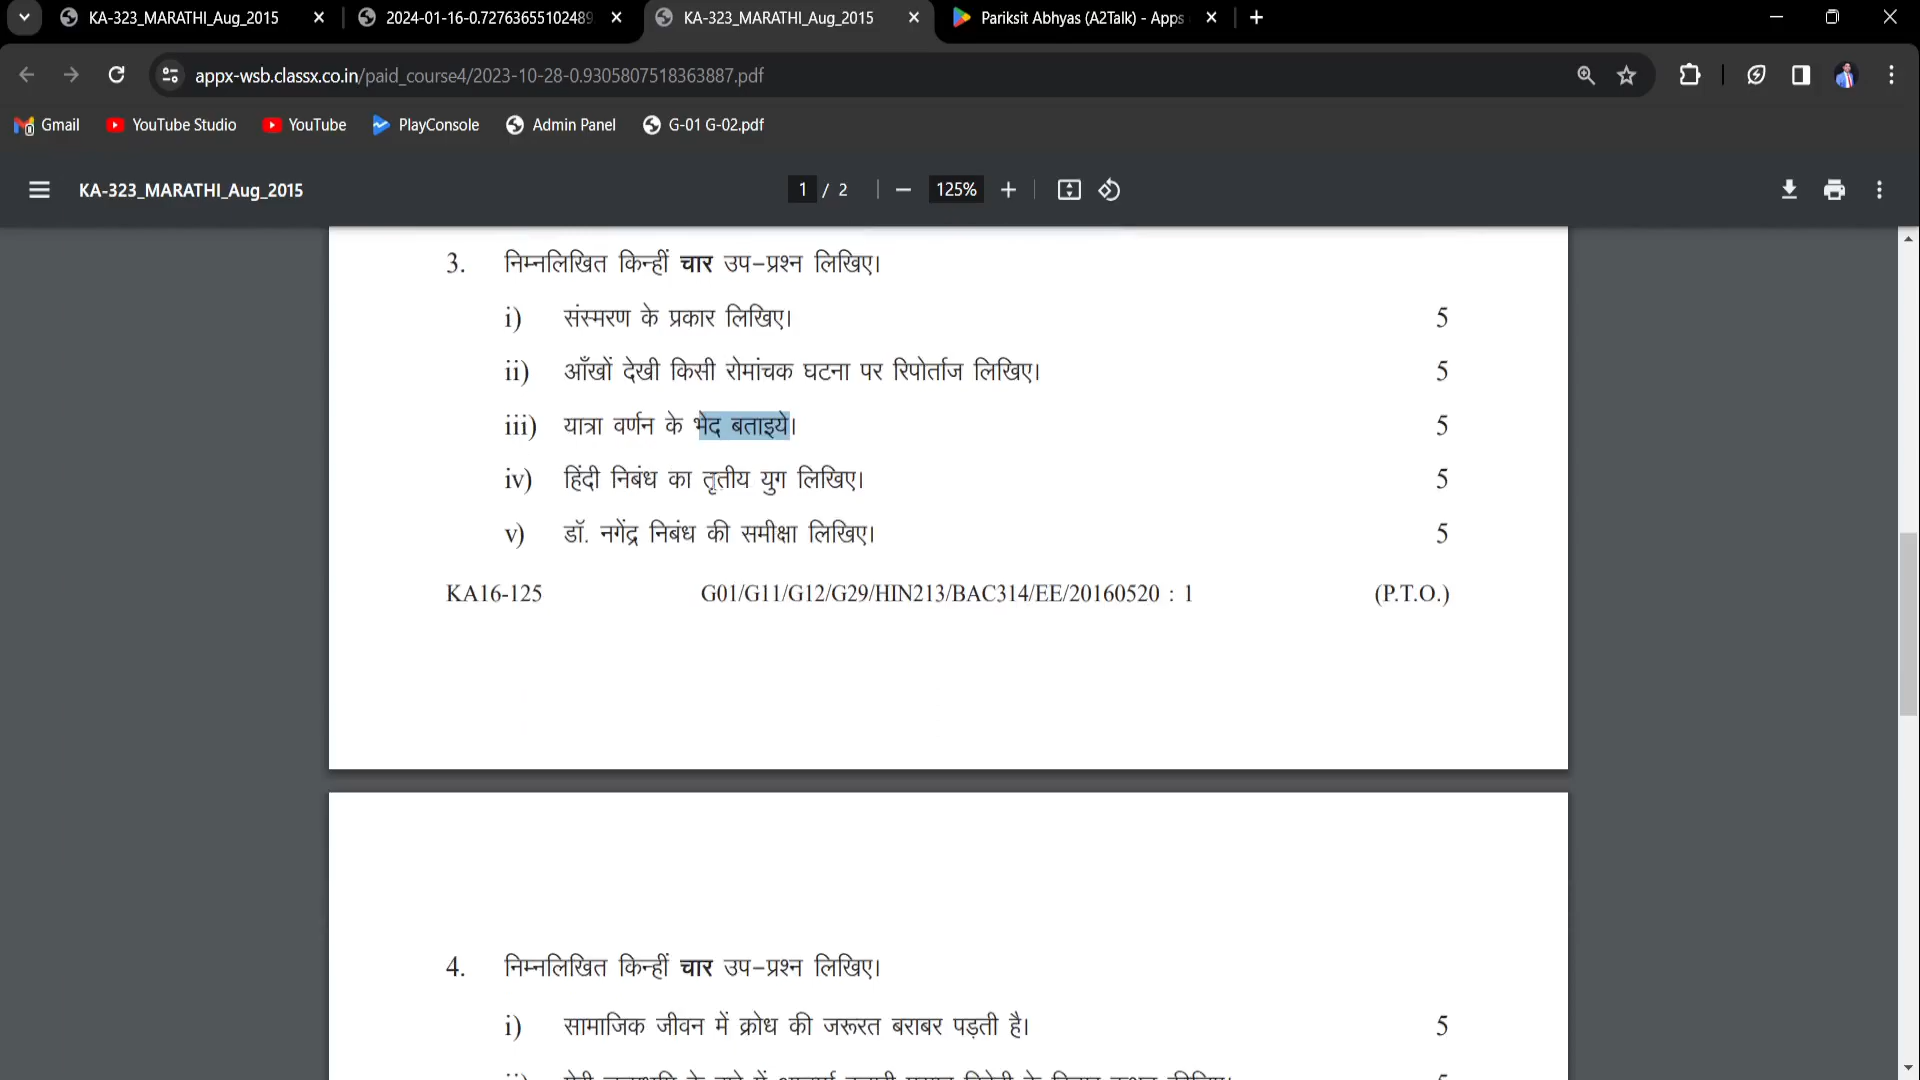 KA-323_MARATHI_Aug_2015
2024-01-16-0.72763655102489
KA-323_MARATHI_Aug_2015
Pariksit Abhyas (A2Talk) - Apps
appx-wsb.classx.co.in/paid_course4/2023-10-28-0.9305807518363887.pdf
Gmail YouTube Studio YouTube PlayConsole Admin Panel G-01 G-02.pdf
KA-323_MARATHI_Aug_2015 1 / 2 125%
3. निम्नलिखित किन्हीं चार उप-प्रश्न लिखिए।
i) संस्मरण के प्रकार लिखिए। 5
ii) आँखों देखी किसी रोमांचक घटना पर रिपोर्ताज लिखिए। 5
iii) यात्रा वर्णन के भेद बताइये। 5
iv) हिंदी निबंध का तृतीय युग लिखिए। 5
v) डॉ. नगेंद्र निबंध की समीक्षा लिखिए। 5
KA16-125 G01/G11/G12/G29/HIN213/BAC314/EE/20160520 : 1 (P.T.O.)
4. निम्नलिखित किन्हीं चार उप-प्रश्न लिखिए।
i) सामाजिक जीवन में क्रोध की जरूरत बराबर पड़ती है। 5